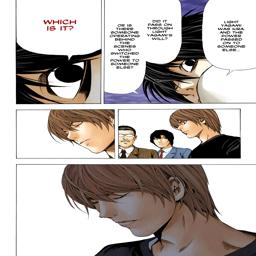 LIGHT
YAGAMI
WAS KIRA
AND THE
POWER
PASSED
ON TO
SOMEONE
ELSE...
DID IT
PASS ON
THROUGH
LIGHT
YAGAMI'S
WILL?
OR IS
THERE
SOMEONE
OPERATING
BEHIND
THE
SCENES
WHO
SWITCHED
THE
POWER TO
SOMEONE
ELSE?
WHICH
IS IT?